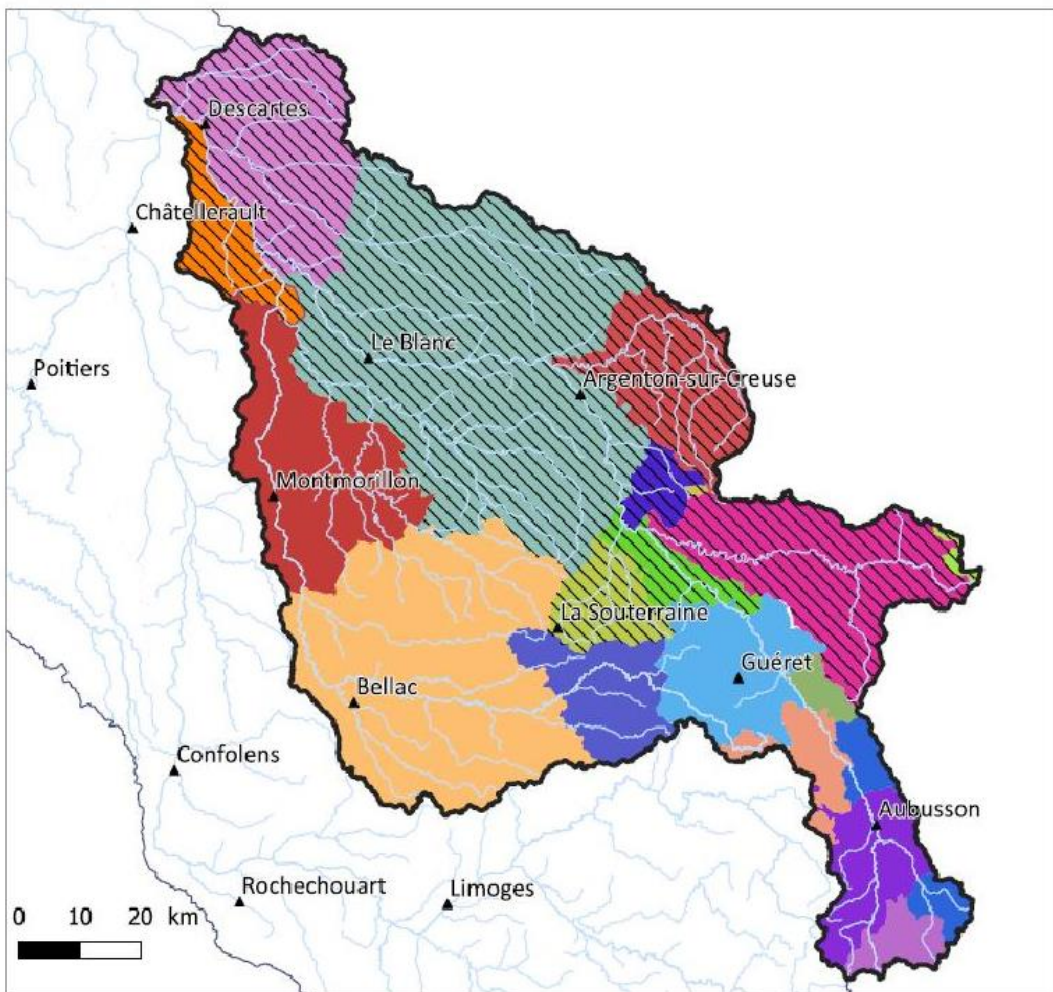 Descartes
Châtellerault
Le Blanc
Poitiers
Argenton-sur-Creuse
Montmorillon
La Souterraine
Guéret
Bellac
Confolens
Aubusson
Rochechouart
Limoges
0 10 20 km